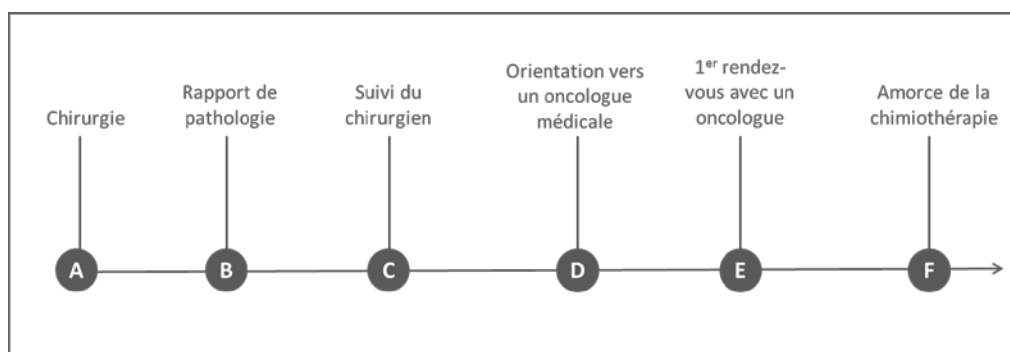 Chirurgie
Rapport de
pathologie
Suivi du
chirurgien
Orientation vers
un oncologue
médicale
1er rendez-
vous avec un
oncologue
Amorce de la
chimiothérapie
A
B
C
D
E
F